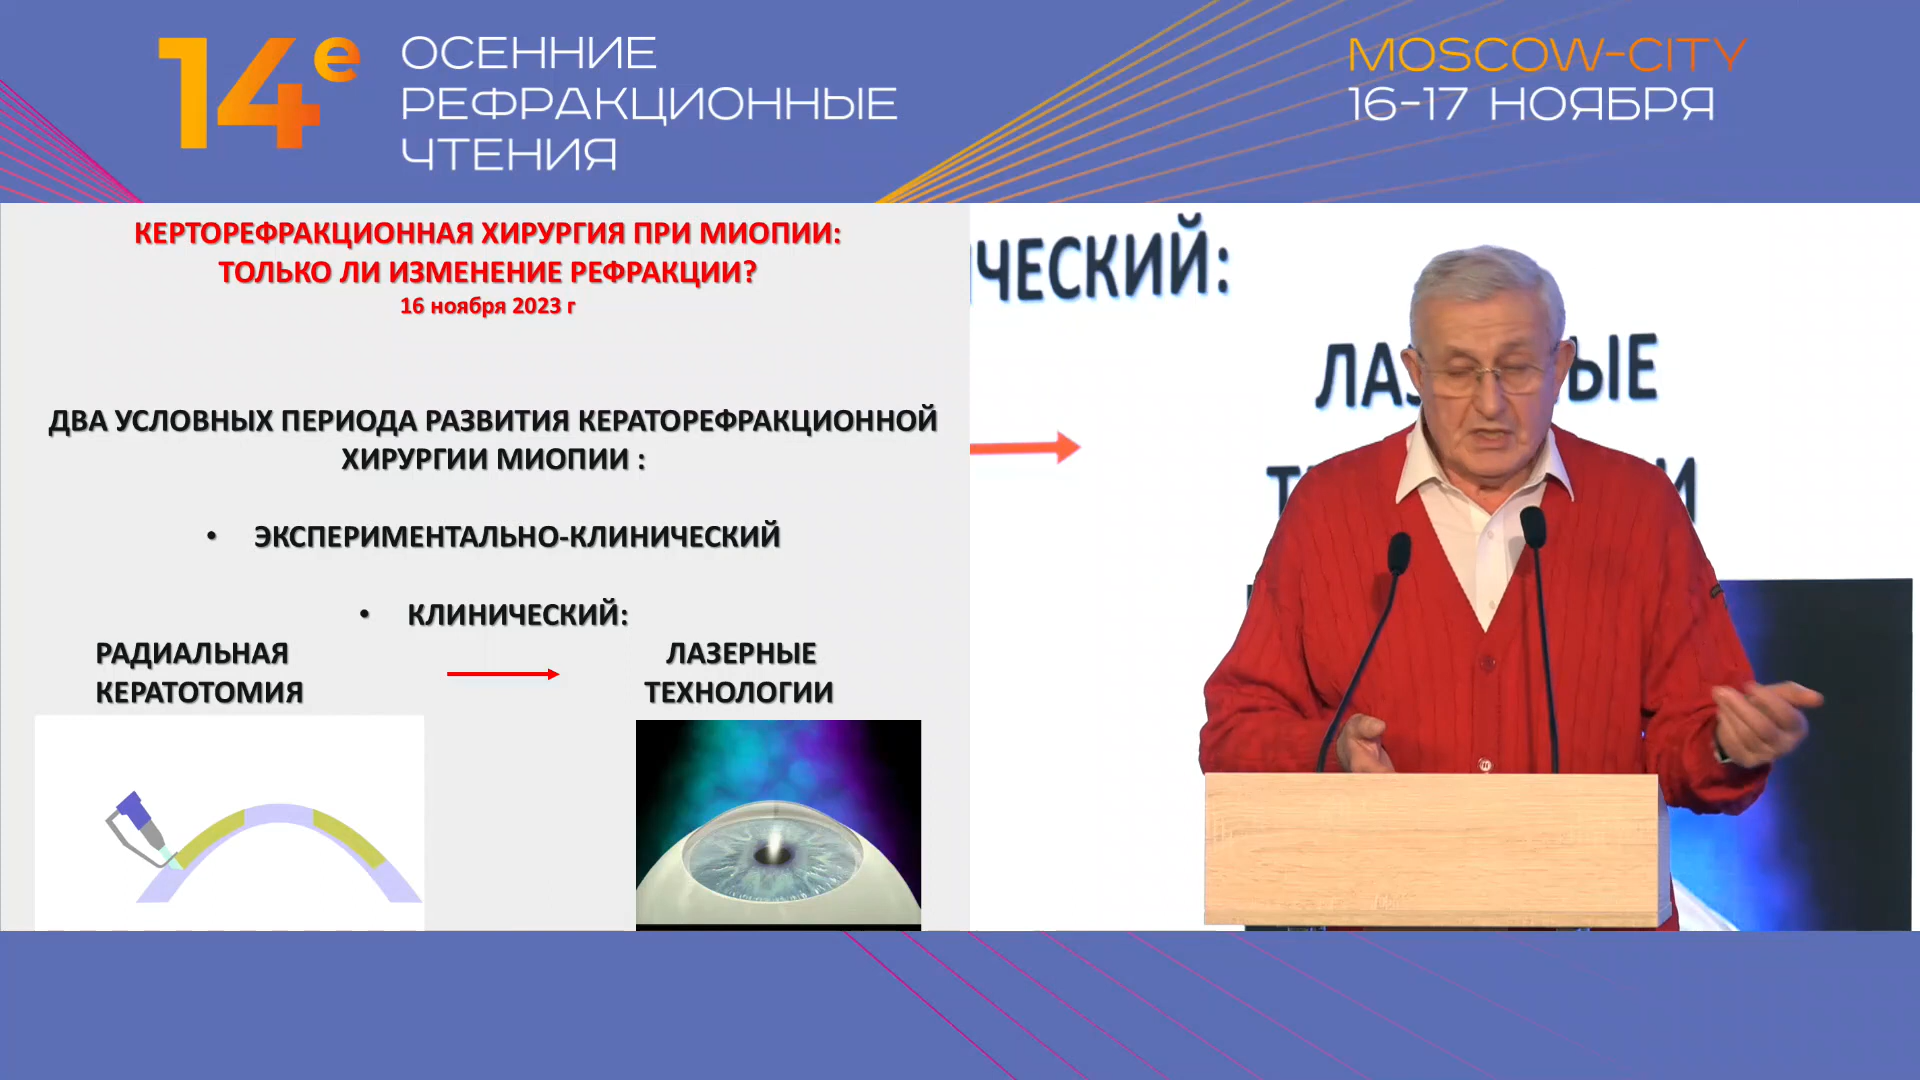 14е
ОСЕННИЕ
РЕФРАКЦИОННЫЕ
ЧТЕНИЯ
MOSCOW-CITY
16-17 НОЯБРЯ
КЕРТОРЕФРАКЦИОННАЯ ХИРУРГИЯ ПРИ МИОПИИ:
ТОЛЬКО ЛИ ИЗМЕНЕНИЕ РЕФРАКЦИИ?
16 ноября 2023 г
ДВА УСЛОВНЫХ ПЕРИОДА РАЗВИТИЯ КЕРАТОРЕФРАКЦИОННОЙ
ХИРУРГИИ МИОПИИ :
• ЭКСПЕРИМЕНТАЛЬНО-КЛИНИЧЕСКИЙ
• КЛИНИЧЕСКИЙ:
РАДИАЛЬНАЯ
КЕРАТОТОМИЯ
ЛАЗЕРНЫЕ
ТЕХНОЛОГИИ
ЧЕСКИЙ: